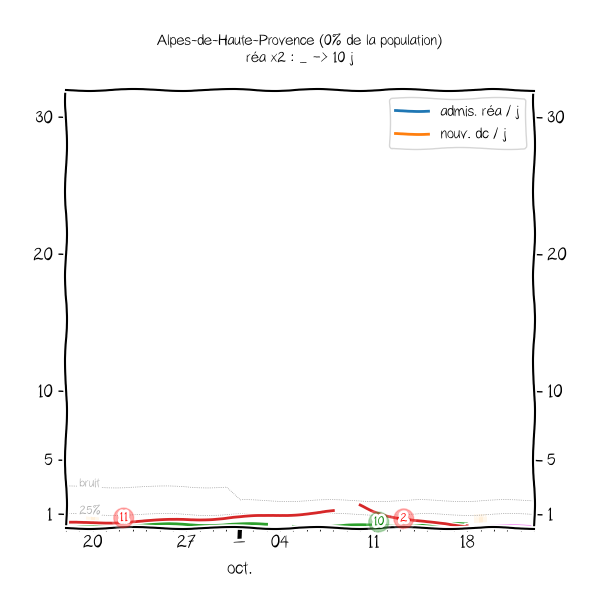 Alpes-de-Haute-Provence (0% de la population)
réa x2 : _ -> 10 j
admis. réa / j
nouv. dc / j
30 30
20 20
10 10
5 5
1 1
bruit
25%
11 10 2
20 27 04 11 18
oct.